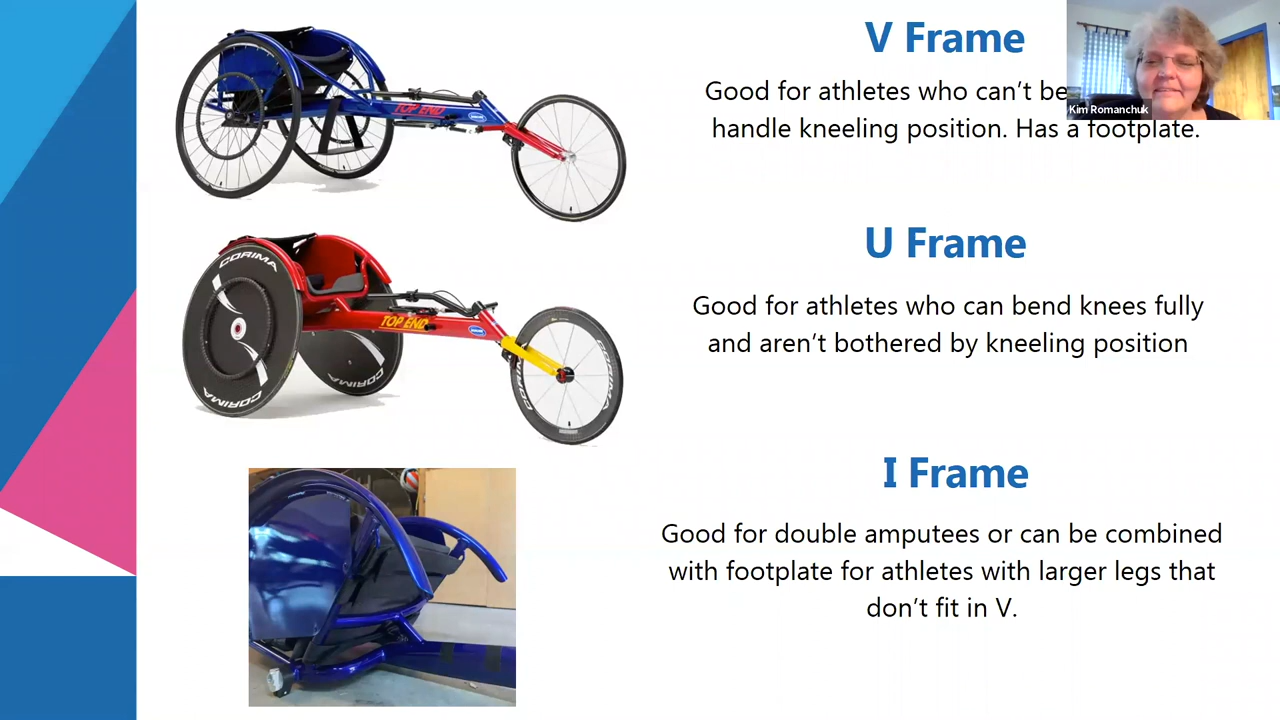 V Frame
Good for athletes who can’t be
handle kneeling position. Has a footplate.
Kim Romanchuk
TOP END
U Frame
Good for athletes who can bend knees fully
and aren’t bothered by kneeling position
CORIMA
TOP END
CORIMA
CORIMA
CORIMA
CORIMA
I Frame
Good for double amputees or can be combined
with footplate for athletes with larger legs that
don’t fit in V.